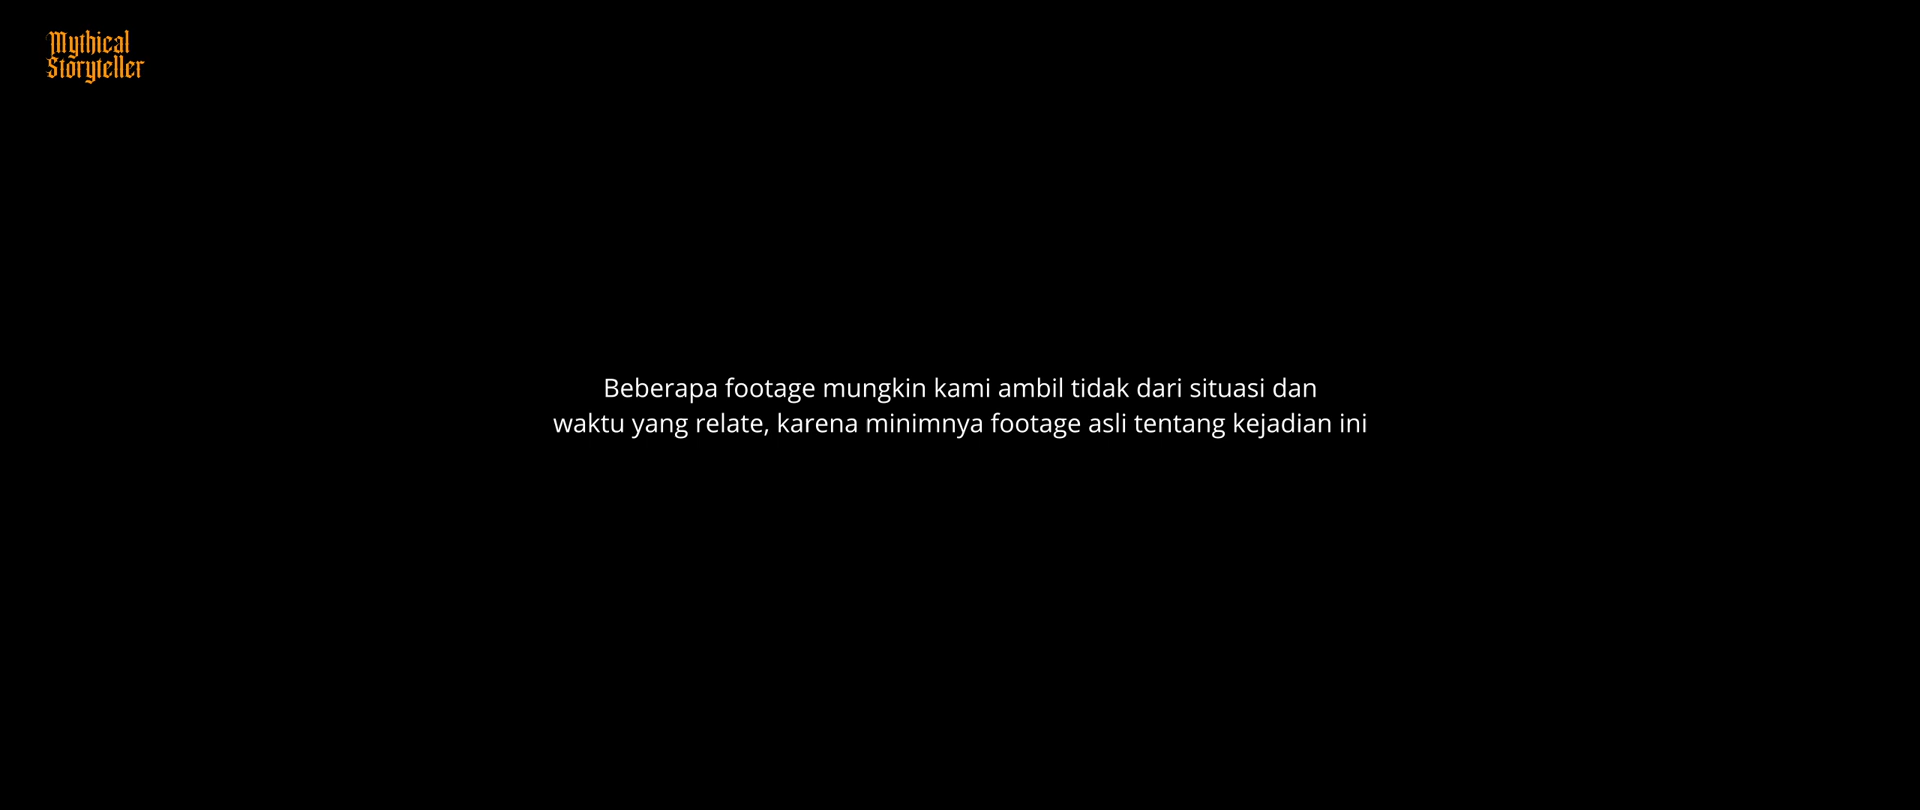 Mythical
Storyteller
Beberapa footage mungkin kami ambil tidak dari situasi dan
waktu yang relate, karena minimnya footage asli tentang kejadian ini